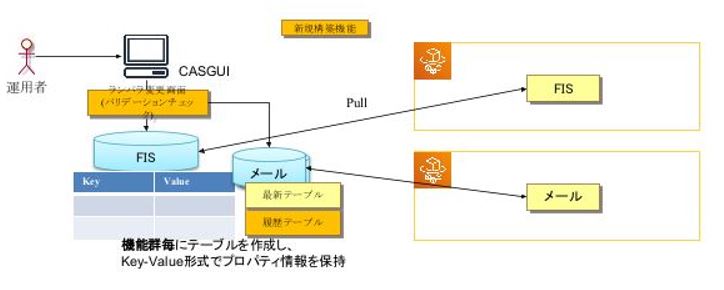 新規構築機能
運用者
CASGUI
ランパラ変更画面
(バリデーションチェッ
ク)
Pull
FIS
FIS
メール
Key Value
最新テーブル
履歴テーブル
メール
機能群毎にテーブルを作成し、
Key-Value形式でプロパティ情報を保持